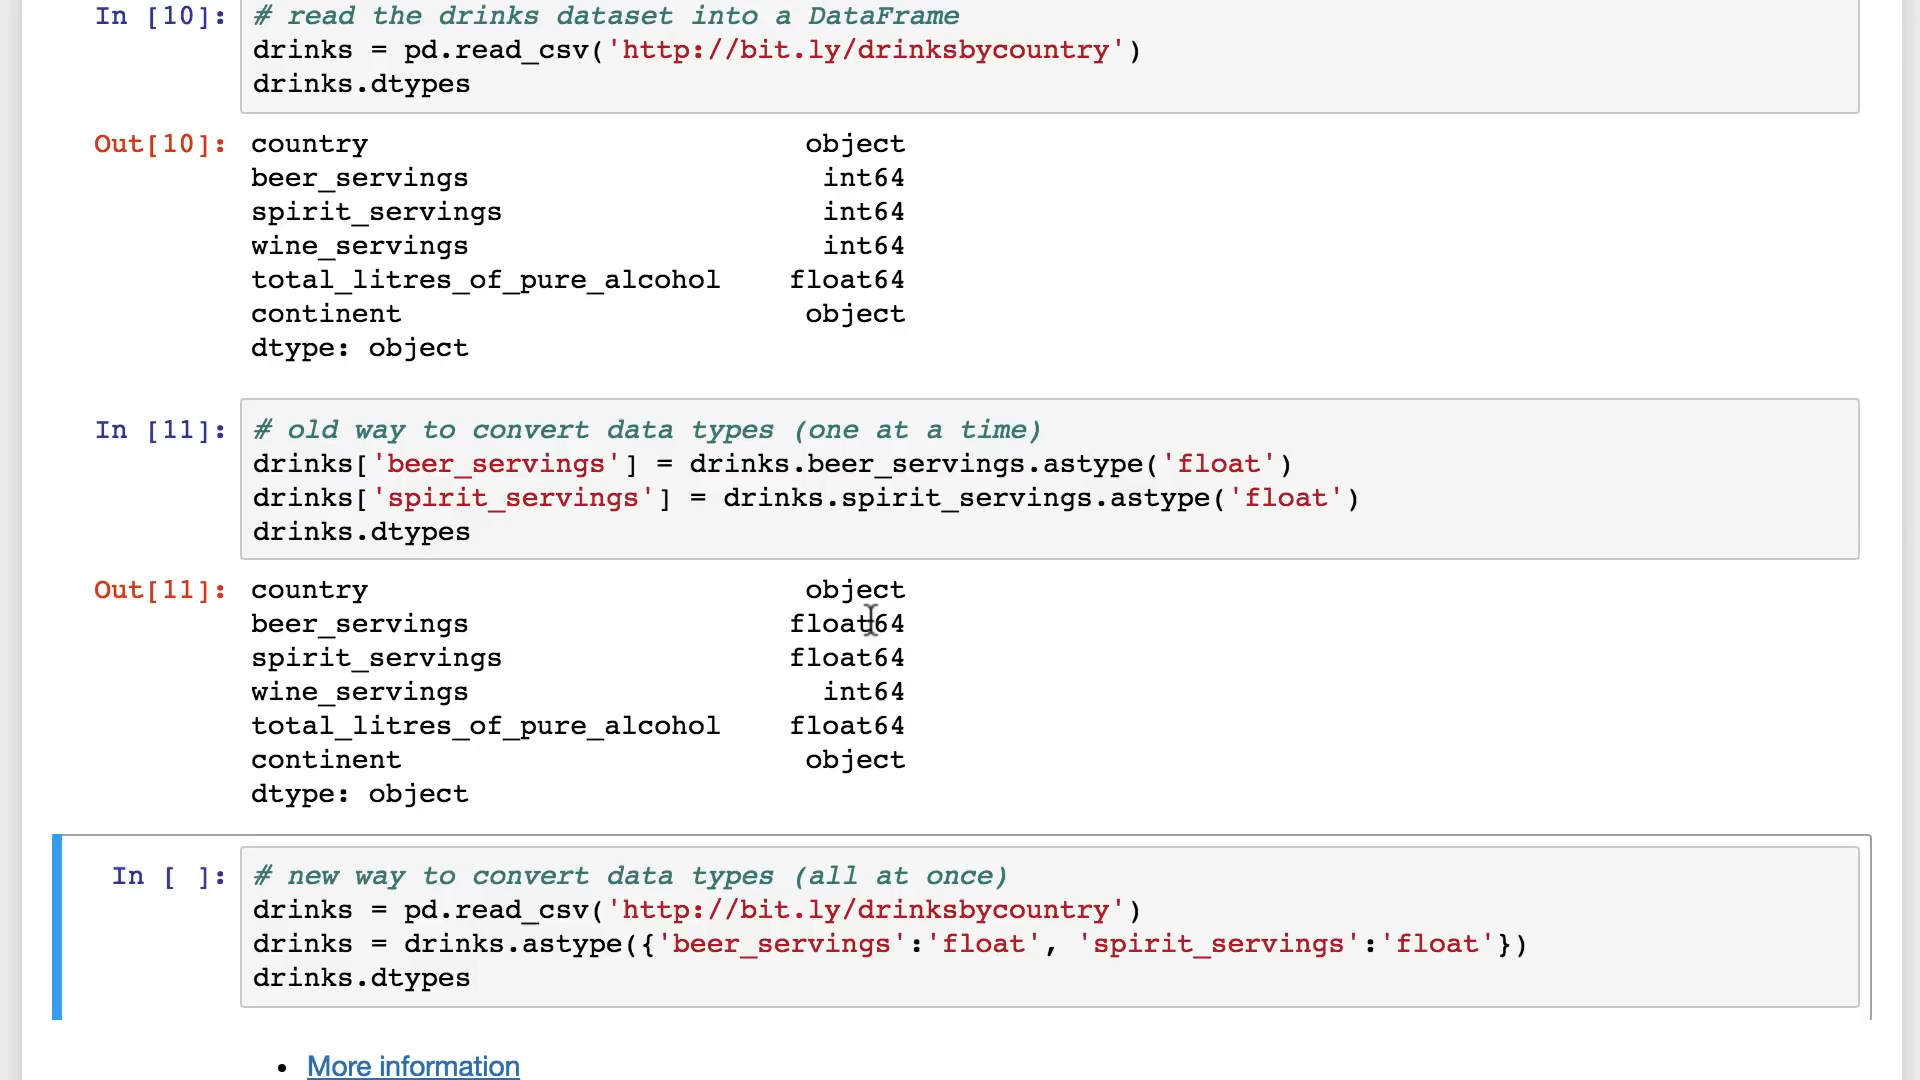 In [10]: # read the drinks dataset into a DataFrame
drinks = pd.read_csv('http://bit.ly/drinksbycountry')
drinks.dtypes
Out[10]: country object
beer_servings int64
spirit_servings int64
wine_servings int64
total_litres_of_pure_alcohol float64
continent object
dtype: object
In [11]: # old way to convert data types (one at a time)
drinks['beer_servings'] = drinks.beer_servings.astype('float')
drinks['spirit_servings'] = drinks.spirit_servings.astype('float')
drinks.dtypes
Out[11]: country object
beer_servings float64
spirit_servings float64
wine_servings int64
total_litres_of_pure_alcohol float64
continent object
dtype: object
In [ ]: # new way to convert data types (all at once)
drinks = pd.read_csv('http://bit.ly/drinksbycountry')
drinks = drinks.astype({'beer_servings':'float', 'spirit_servings':'float'})
drinks.dtypes
• More information